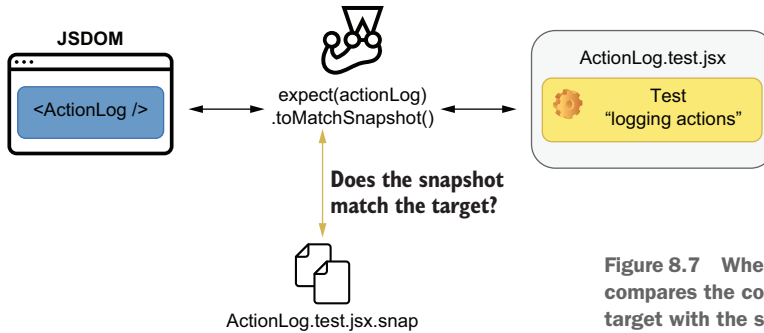 JSDOM
<ActionLog />
expect(actionLog)
.toMatchSnapshot()
ActionLog.test.jsx
Test
“logging actions”
Does the snapshot
match the target?
ActionLog.test.jsx.snap
Figure 8.7 Whe
compares the co
target with the s